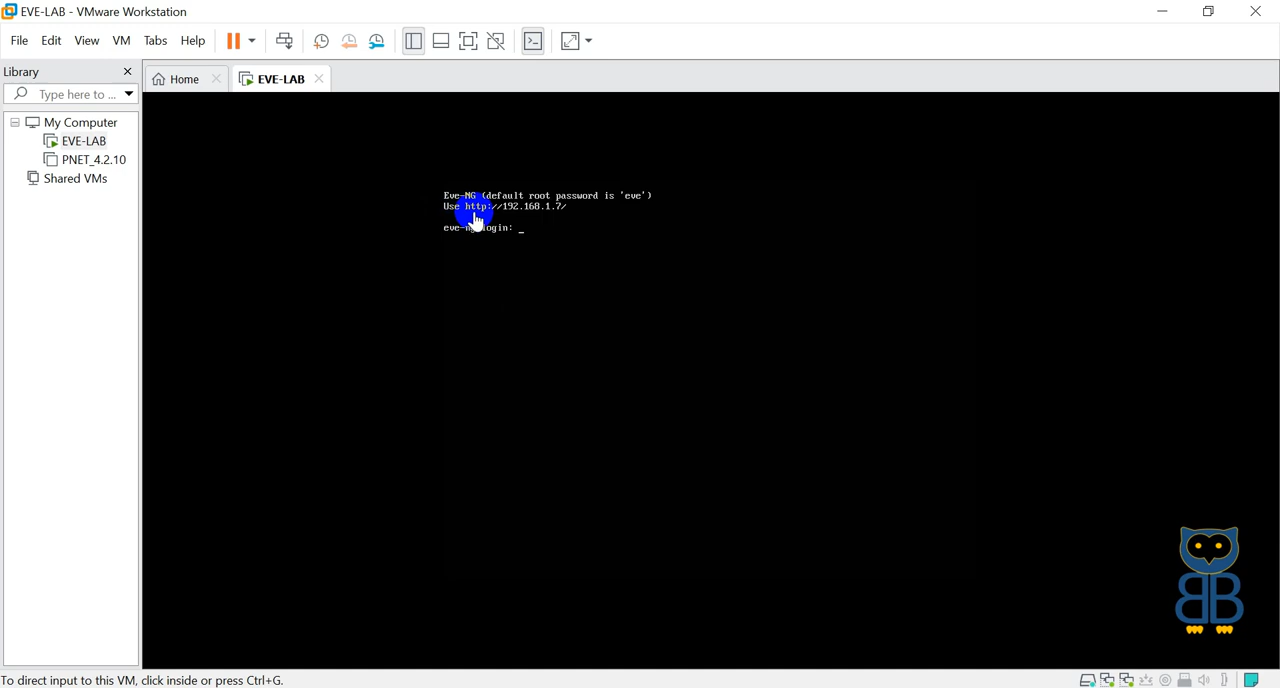 EVE-LAB - VMware Workstation
File Edit View VM Tabs Help
Library
Type here to ...
Home
EVE-LAB
My Computer
EVE-LAB
PNET_4.2.10
Shared VMs
Eve-NG (default root password is 'eve')
Use http://192.168.1.7/
eve-ng login: _
To direct input to this VM, click inside or press Ctrl+G.